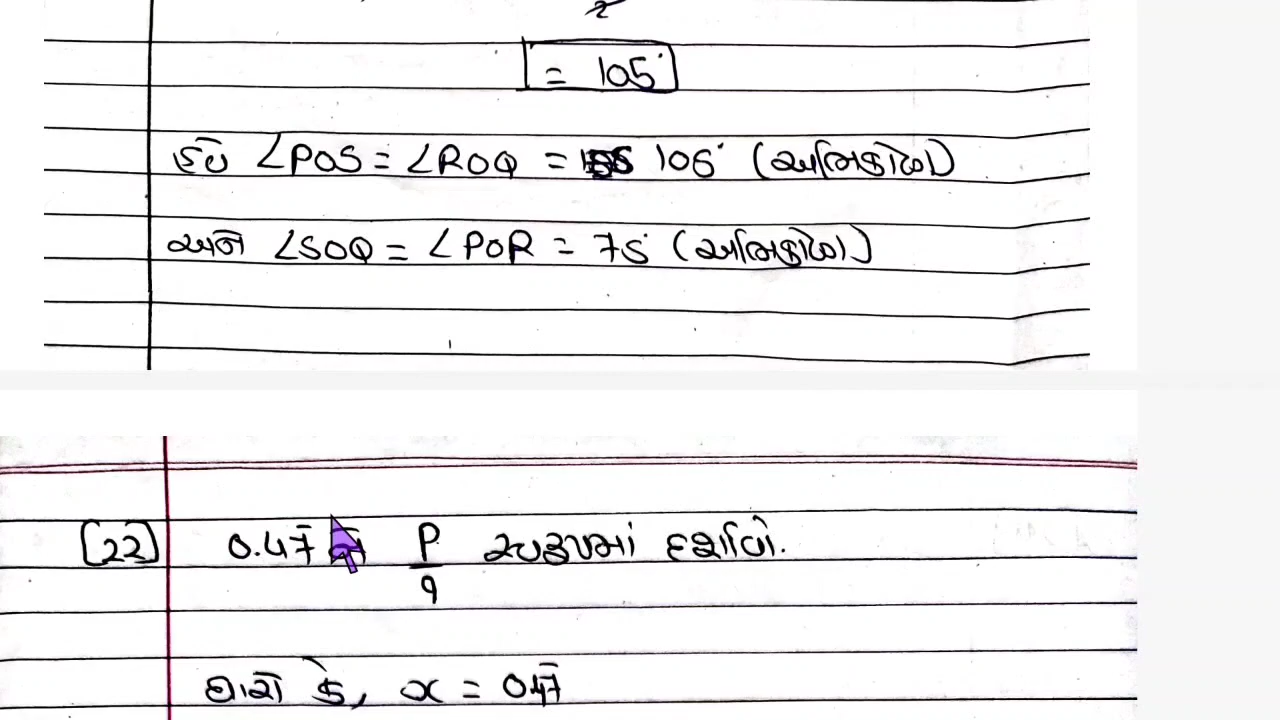 = 105°
હવે ∠POS = ∠ROQ = 105° (અભિકોણો)
અને ∠SOQ = ∠POR = 75° (અભિકોણો)
[22] 0.47̅ ને P/q સ્વરૂપમાં દર્શાવો.
ધારો કે, x = 0.47̅